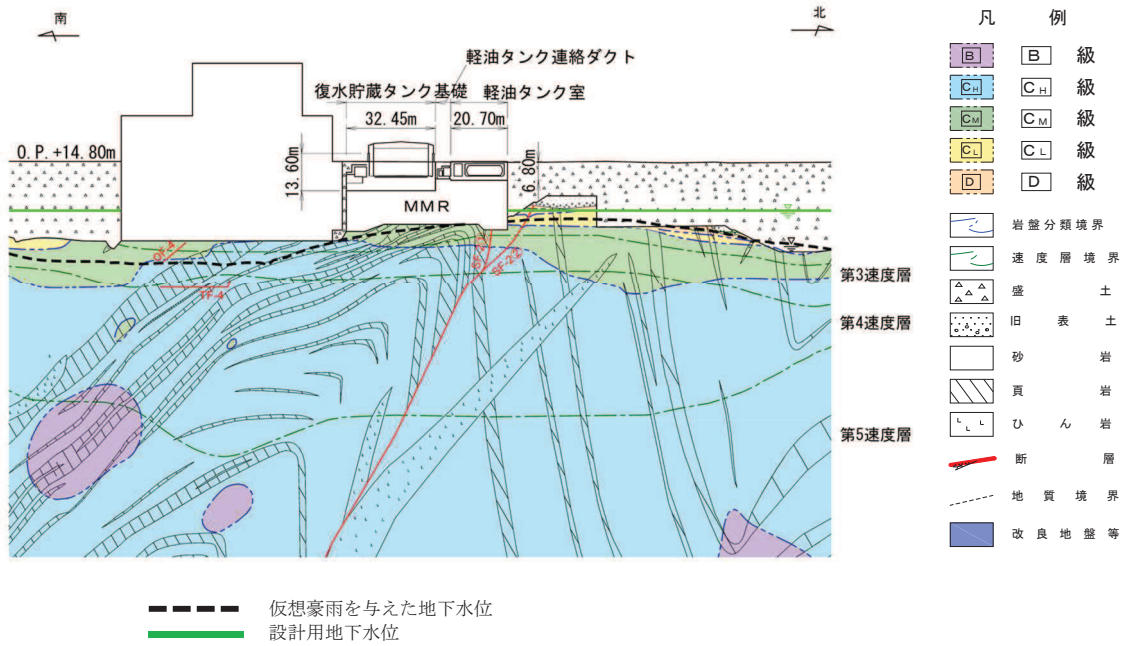 南
北
軽油タンク連絡ダクト
復水貯蔵タンク基礎 軽油タンク室
32.45m 20.70m
O.P.+14.80m
13.60m
6.80m
MMR
OF-4
TF-4
SF-2
第3速度層
第4速度層
第5速度層
凡 例
B B 級
CH CH 級
CM CM 級
CL CL 級
D D 級
岩盤分類境界
速度層境界
盛 土
旧 表 土
砂 岩
頁 岩
ひ ん 岩
断 層
地 質 境 界
改 良 地 盤 等
仮想豪雨を与えた地下水位
設計用地下水位